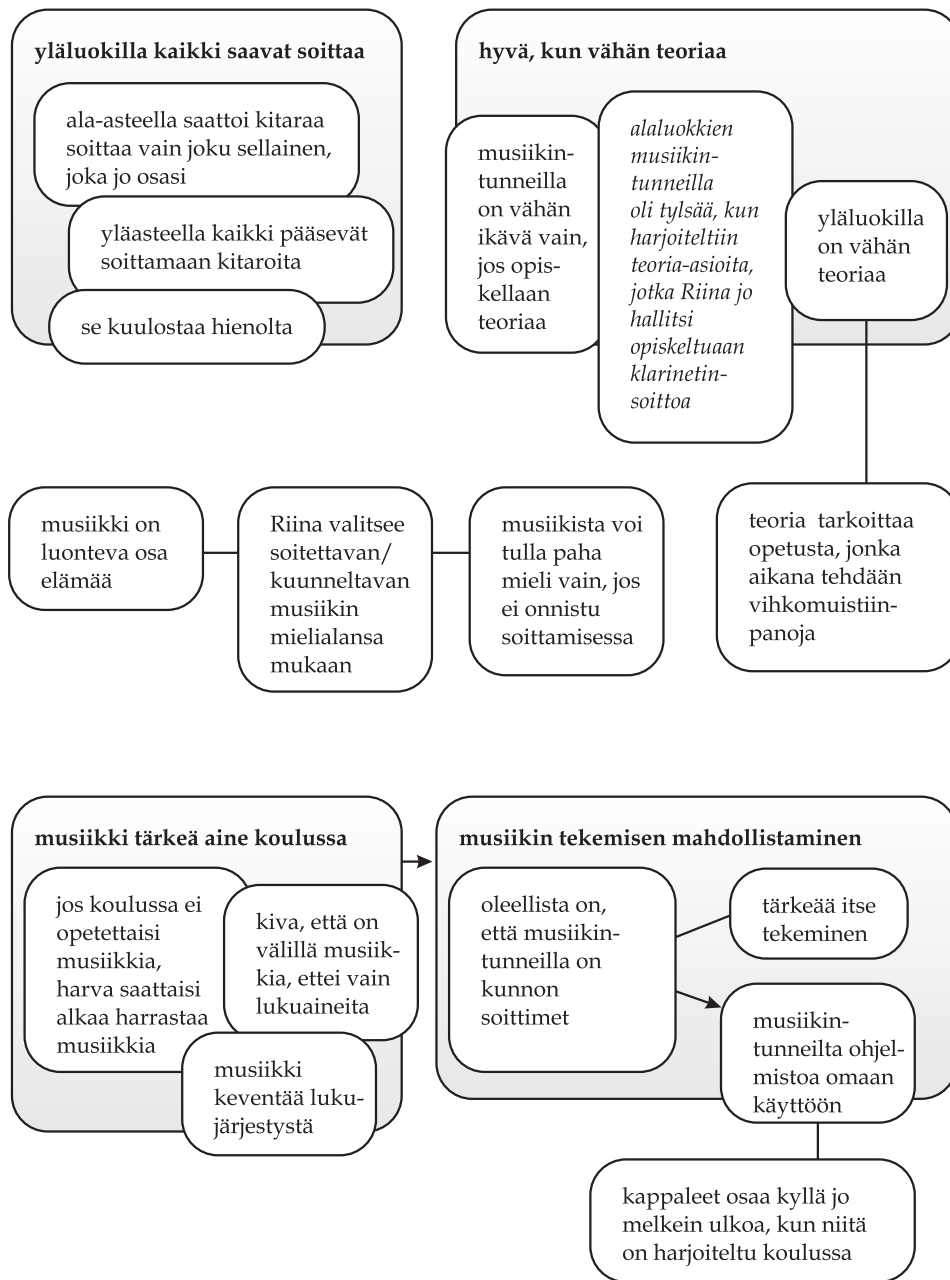 yläluokilla kaikki saavat soittaa
ala-asteella saattoi kitaraa
soittaa vain joku sellainen,
joka jo osasi
yläasteella kaikki pääsevät
soittamaan kitaroita
se kuulostaa hienolta
hyvä, kun vähän teoriaa
musiikin-
tunneilla
on vähän
ikävä vain,
jos opis-
kellaan
teoriaa
alaluokkien
musiikin-
tunneilla
oli tylsää, kun
harjoiteltiin
teoria-asioita,
jotka Riina jo
hallitsi
opiskeltuaan
klarinetin-
soittoa
yläluokilla
on vähän
teoriaa
teoria tarkoittaa
opetusta, jonka
aikana tehdään
vihkomuistiin-
panoja
musiikki on
luonteva osa
elämää
Riina valitsee
soitettavan/
kuunneltavan
musiikin
mielialansa
mukaan
musiikista voi
tulla paha
mieli vain, jos
ei onnistu
soittamisessa
musiikki tärkeä aine koulussa
jos koulussa ei
opetettaisi
musiikkia,
harva saattaisi
alkaa harrastaa
musiikkia
kiva, että on
välillä musiik-
kia, ettei vain
lukuaineita
musiikki
keventää luku-
järjestystä
musiikin tekemisen mahdollistaminen
oleellista on,
että musiikin-
tunneilla on
kunnon
soittimet
tärkeää itse
tekeminen
musiikin-
tunneilta ohjel-
mistoa omaan
käyttöön
kappaleet osaa kyllä jo
melkein ulkoa, kun niitä
on harjoiteltu koulussa